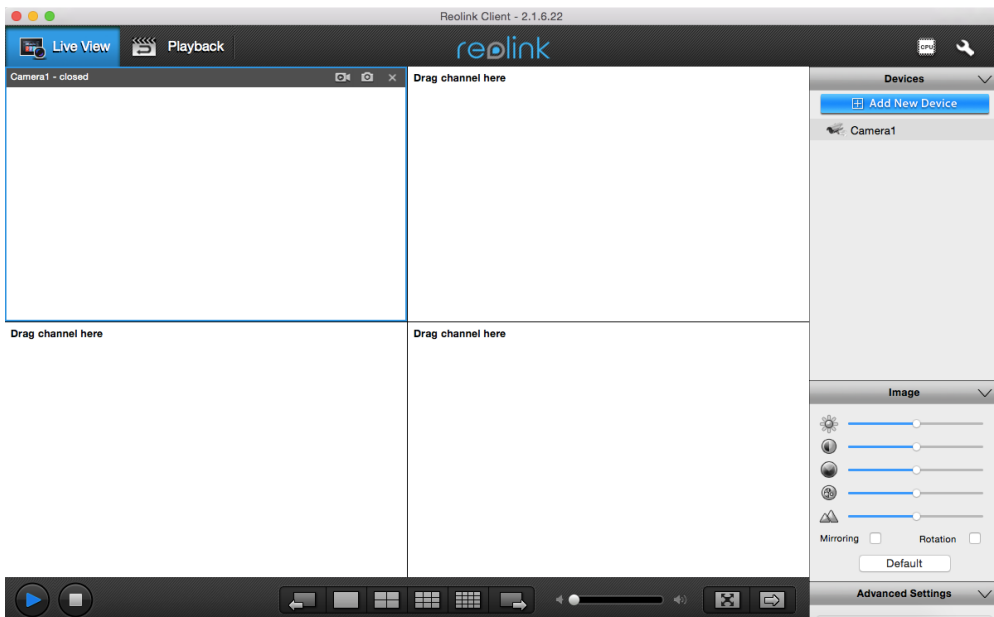 Reolink Client - 2.1.6.22
Live View
Playback
reolink
CPU
Camera1 - closed
Drag channel here
Devices
Add New Device
Camera1
Drag channel here
Drag channel here
Image
Mirroring
Rotation
Default
Advanced Settings